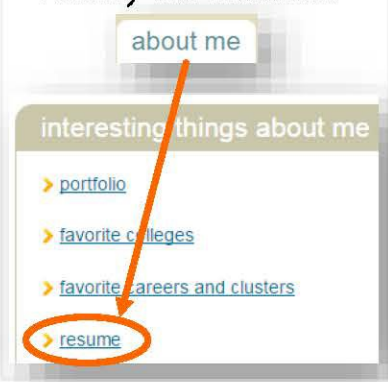 about me
interesting things about me
portfolio
favorite colleges
favorite careers and clusters
resume